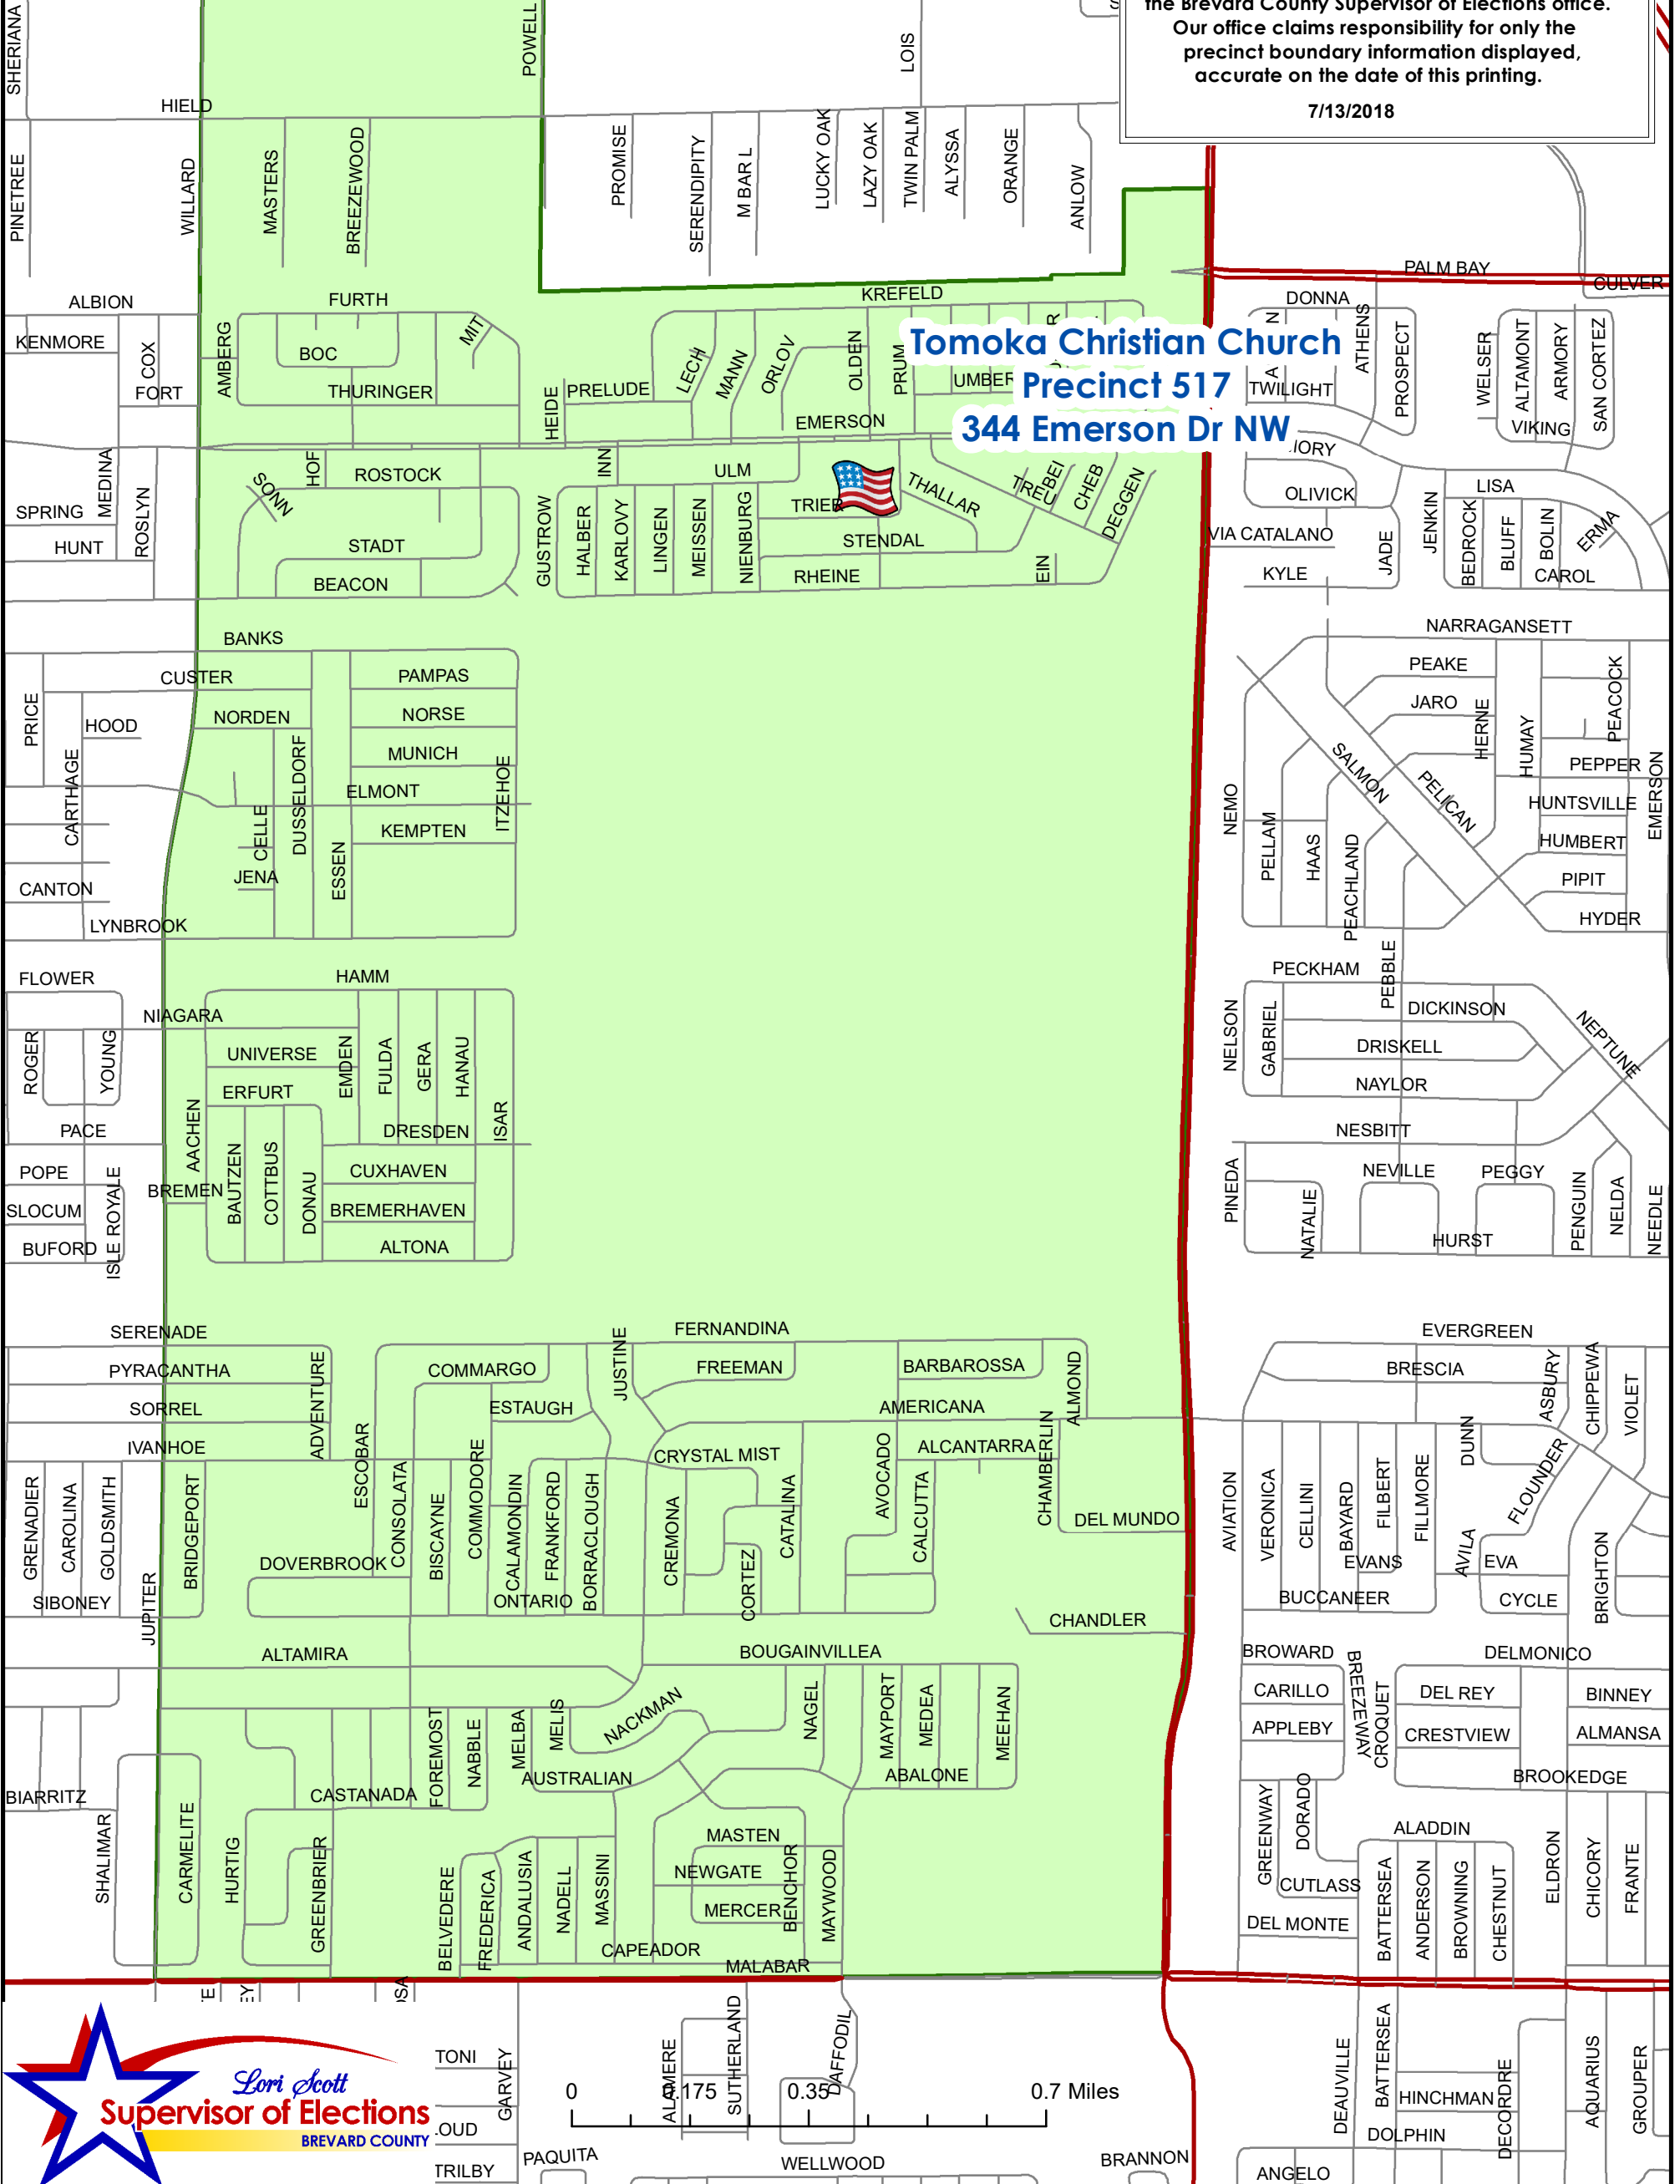 the Brevard County Supervisor of Elections office.
Our office claims responsibility for only the
precinct boundary information displayed,
accurate on the date of this printing.
7/13/2018
SHERIANA
POWELL
LOIS
HIELD
PINETREE
WILLARD
MASTERS
BREEZEWOOD
PROMISE
SERENDIPITY
M BAR L
LUCKY OAK
LAZY OAK
TWIN PALM
ALYSSA
ORANGE
ANLOW
PALM BAY
CULVER
ALBION
FURTH
KREFELD
DONNA
KENMORE
COX
FORT
AMBERG
BOC
MIT
THURINGER
HEIDE
PRELUDE
LECH
MANN
ORLOV
OLDEN
PRUM
UMBER
EMERSON
Tomoka Christian Church
Precinct 517
344 Emerson Dr NW
ATHENS
PROSPECT
TWILIGHT
WELSER
ALTAMONT
ARMORY
SAN CORTEZ
VIKING
MEDINA
ROSLYN
SPRING
HUNT
SONN
HOF
ROSTOCK
STADT
BEACON
GUSTROW
INN
ULM
HALBER
KARLOVY
LINGEN
MEISSEN
NIENBURG
TRIER
THALLAR
STENDAL
RHEINE
TREU
BEI
CHEB
DEGGEN
EIN
OLIVICK
VIA CATALANO
KYLE
JADE
JENKIN
LISA
BEDROCK
BLUFF
BOLIN
ERMA
CAROL
BANKS
CUSTER
PAMPAS
PRICE
HOOD
NORDEN
NORSE
CARTHAGE
DUSSELDORF
MUNICH
ELMONT
ITZEHOE
CELLE
KEMPTEN
JENA
ESSEN
CANTON
LYNBROOK
NARRAGANSETT
PEAKE
JARO
HERNE
HUMAY
PEACOCK
SALMON
PELICAN
PEPPER
NEMO
HUNTSVILLE
EMERSON
PELLAM
HAAS
PEACHLAND
HUMBERT
PIPIT
HYDER
FLOWER
HAMM
NIAGARA
ROGER
YOUNG
UNIVERSE
EMDEN
FULDA
GERA
HANAU
ERFURT
ISAR
PACE
AACHEN
DRESDEN
POPE
BREMEN
BAUTZEN
COTTBUS
DONAU
CUXHAVEN
SLOCUM
ISLE ROYALE
BREMERHAVEN
BUFORD
ALTONA
PECKHAM
PEBBLE
NELSON
GABRIEL
DICKINSON
NEPTUNE
DRISKELL
NAYLOR
NESBITT
PINEDA
NATALIE
NEVILLE
PEGGY
PENGUIN
NELDA
NEEDLE
HURST
SERENADE
FERNANDINA
EVERGREEN
PYRACANTHA
ADVENTURE
COMMARGO
JUSTINE
FREEMAN
BARBAROSSA
ALMOND
BRESCIA
ASBURY
CHIPPEWA
VIOLET
SORREL
ESTAUGH
AMERICANA
IVANHOE
ESCOBAR
CRYSTAL MIST
ALCANTARRA
CHAMBERLIN
DUNN
FLOUNDER
GRENADIER
CAROLINA
GOLDSMITH
BRIDGEPORT
CONSOLATA
BISCAYNE
COMMODORE
CALAMONDIN
FRANKFORD
BORRACLOUGH
CREMONA
CATALINA
AVOCADO
CALCUTTA
DEL MUNDO
AVIATION
VERONICA
CELLINI
BAYARD
FILBERT
FILLMORE
DOVERBROOK
CORTEZ
EVANS
AVILA
EVA
BRIGHTON
SIBONEY
JUPITER
ONTARIO
CHANDLER
BUCCANEER
CYCLE
ALTAMIRA
BOUGAINVILLEA
BROWARD
BREEZEWAY
CROQUET
DELMONICO
CARILLO
DEL REY
BINNEY
FOREMOST
NABBLE
MELBA
MELIS
NACKMAN
NAGEL
MAYPORT
MEDEA
MEEHAN
APPLEBY
CRESTVIEW
ALMANSA
BIARRITZ
CASTANADA
AUSTRALIAN
ABALONE
BROOKEDGE
SHALIMAR
CARMELITE
HURTIG
GREENBRIER
BELVEDERE
FREDERICA
ANDALUSIA
NADELL
MASSINI
MASTEN
NEWGATE
MERCER
BENCHOR
MAYWOOD
CAPEADOR
MALABAR
GREENWAY
DORADO
ALADDIN
CUTLASS
DEL MONTE
BATTERSEA
ANDERSON
BROWNING
CHESTNUT
ELDRON
CHICORY
FRANTE
Lori Scott
Supervisor of Elections
BREVARD COUNTY
TONI
GARVEY
TRILBY
PAQUITA
ALMERE
SUTHERLAND
DAFFODIL
0 0.175 0.35 0.7 Miles
WELLWOOD
BRANNON
DEAUVILLE
BATTERSEA
HINCHMAN
DECORDRE
AQUARIUS
GROUPER
DOLPHIN
ANGELO